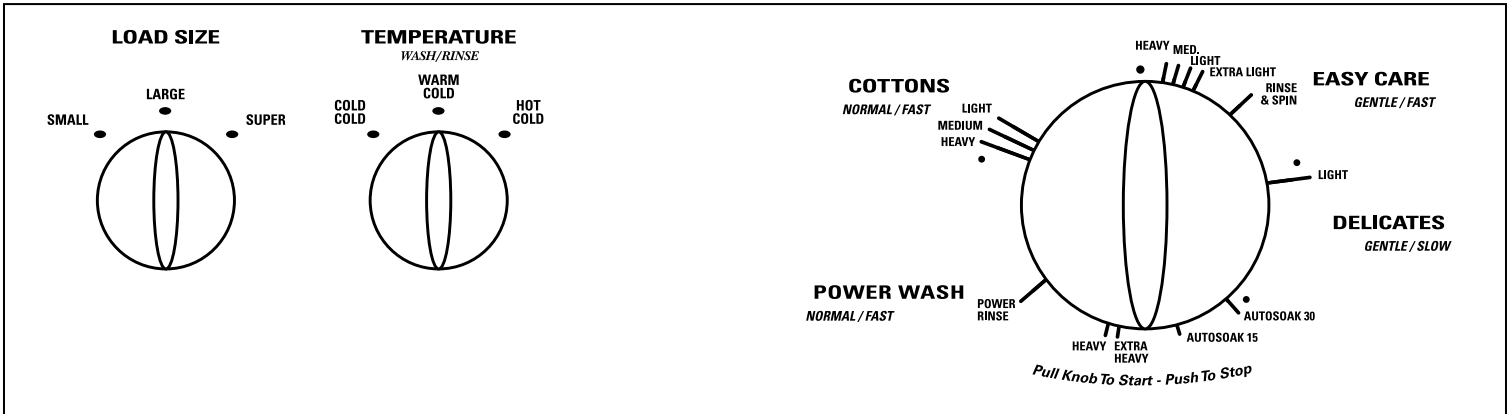 LOAD SIZE
SMALL
LARGE
SUPER
TEMPERATURE
WASH/RINSE
COLD
COLD
WARM
COLD
HOT
COLD
COTTONS
NORMAL / FAST
LIGHT
MEDIUM
HEAVY
HEAVY
MED.
LIGHT
EXTRA LIGHT
RINSE
& SPIN
EASY CARE
GENTLE / FAST
LIGHT
DELICATES
GENTLE / SLOW
POWER WASH
NORMAL / FAST
POWER
RINSE
HEAVY
EXTRA
HEAVY
AUTOSOAK 15
AUTOSOAK 30
Pull Knob To Start - Push To Stop